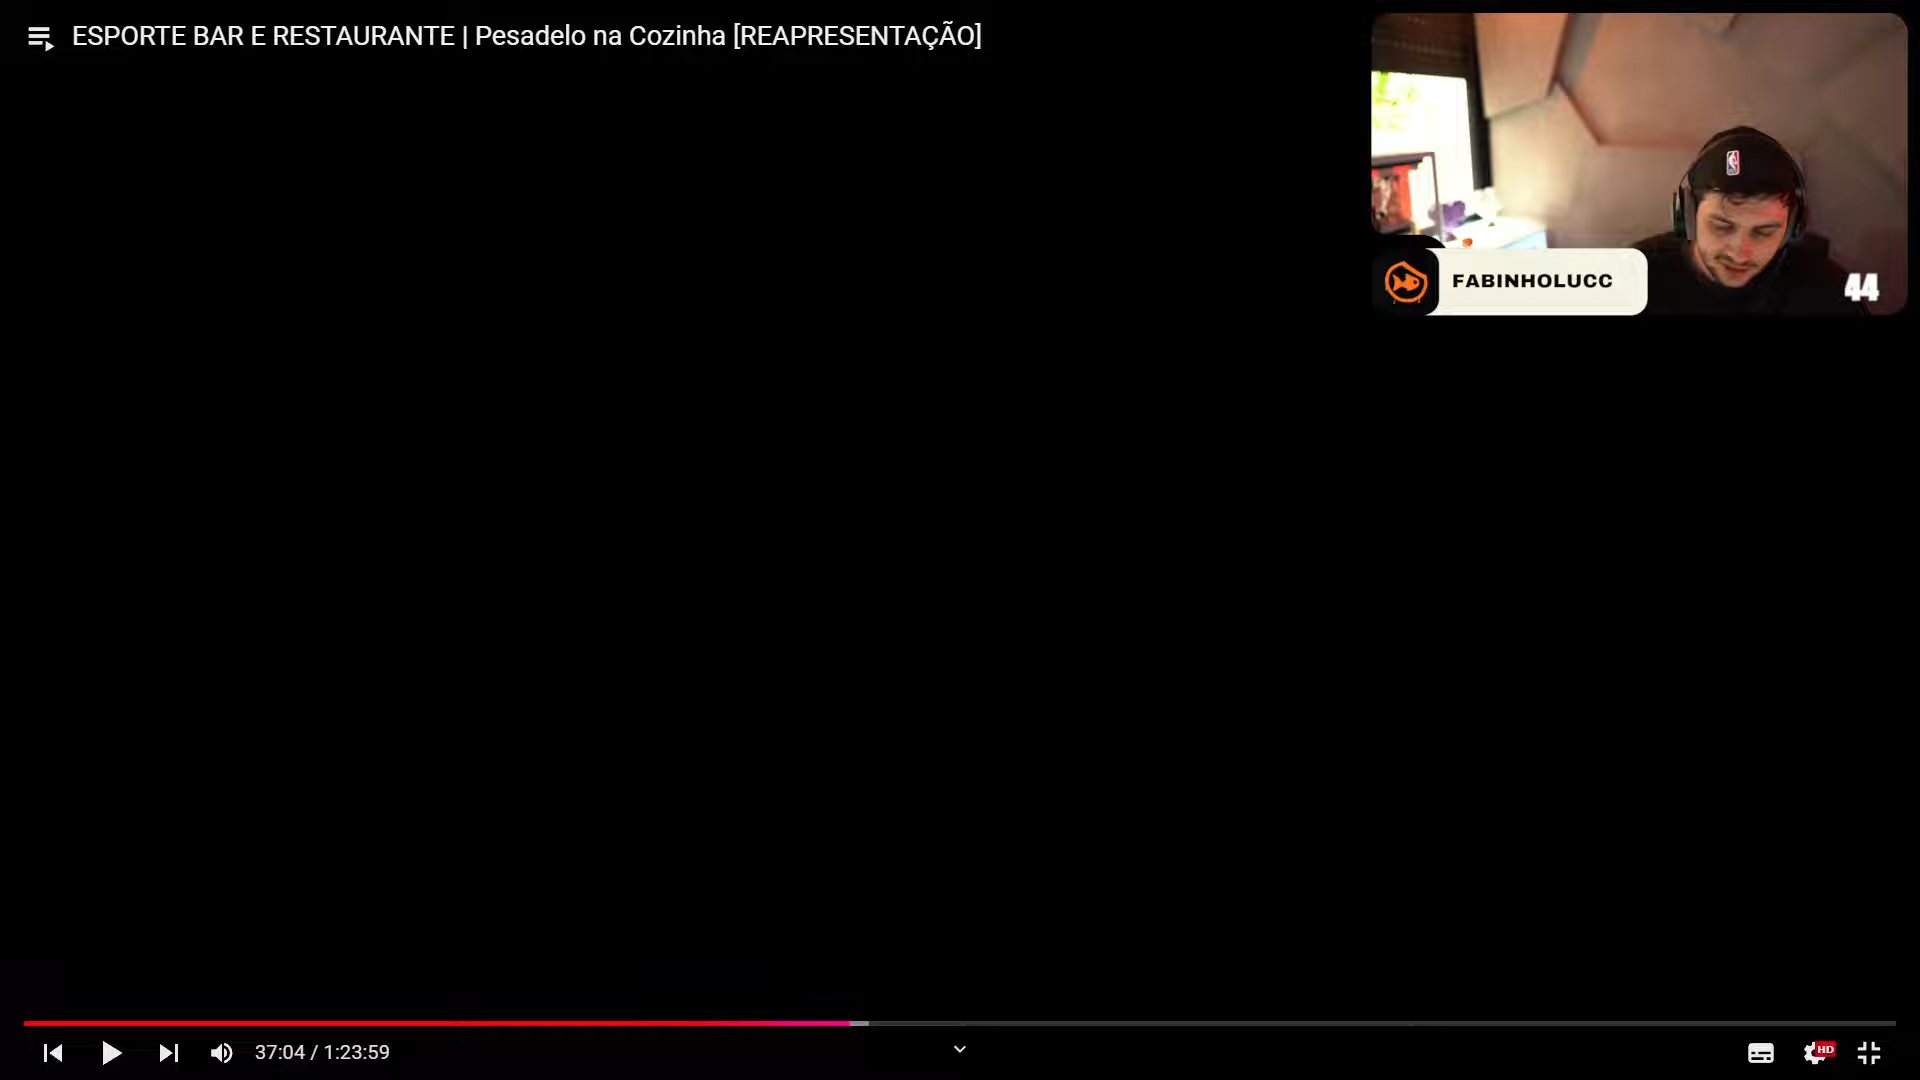 ESPORTE BAR E RESTAURANTE | Pesadelo na Cozinha [REAPRESENTAÇÃO]
FABINHOLUCC
44
37:04 / 1:23:59
HD